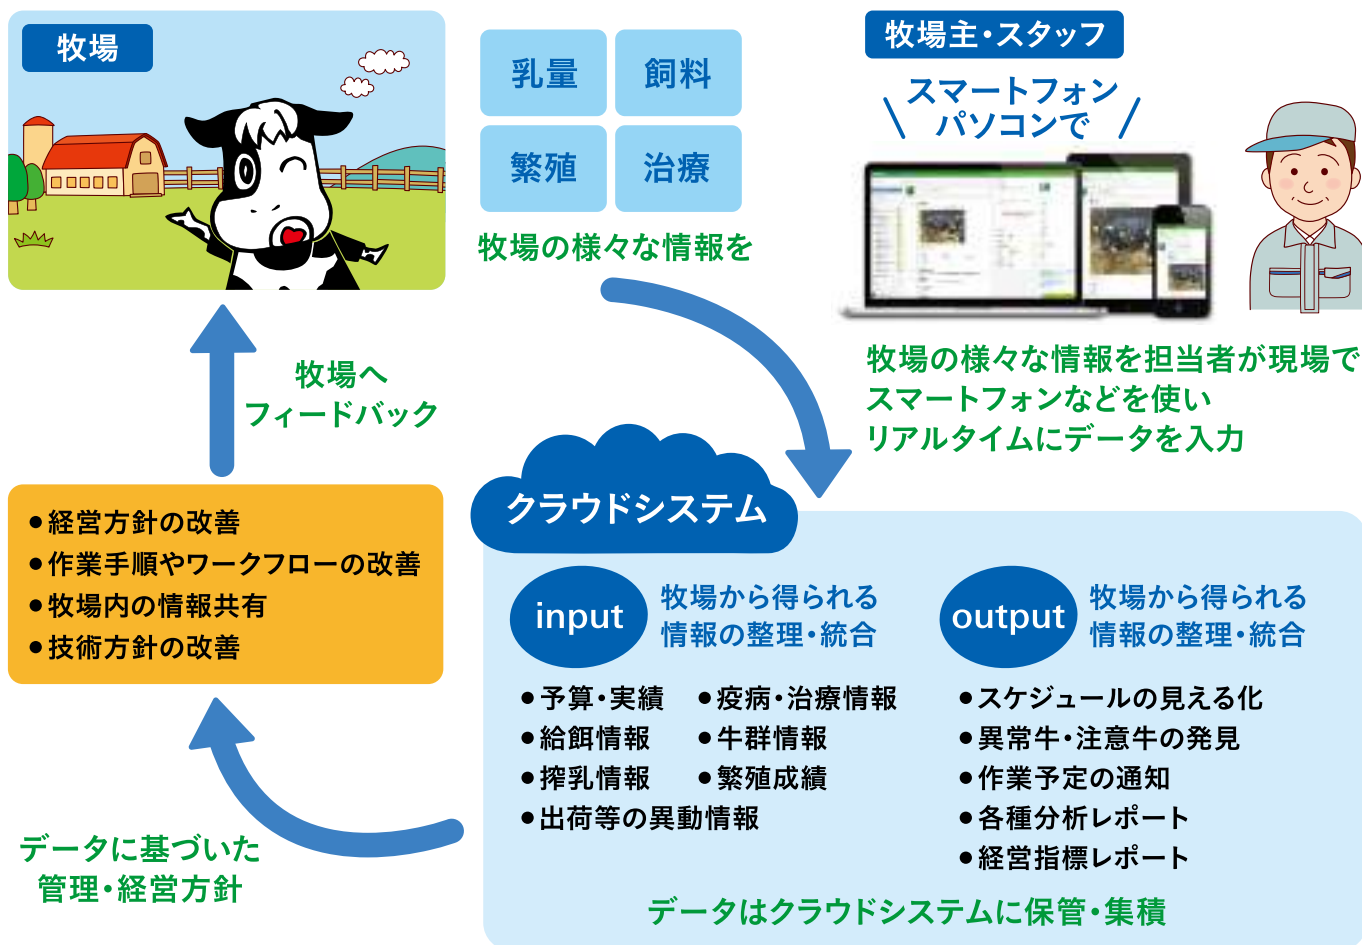 牧場
乳量
飼料
繁殖
治療
牧場の様々な情報を
牧場主・スタッフ
スマートフォン
パソコンで
牧場の様々な情報を担当者が現場で
スマートフォンなどを使い
リアルタイムにデータを入力
クラウドシステム
input
牧場から得られる
情報の整理・統合
●予算・実績
●給餌情報
●搾乳情報
●出荷等の異動情報
●疫病・治療情報
●牛群情報
●繁殖成績
output
牧場から得られる
情報の整理・統合
●スケジュールの見える化
●異常牛・注意牛の発見
●作業予定の通知
●各種分析レポート
●経営指標レポート
データはクラウドシステムに保管・集積
データに基づいた
管理・経営方針
●経営方針の改善
●作業手順やワークフローの改善
●牧場内の情報共有
●技術方針の改善
牧場へ
フィードバック